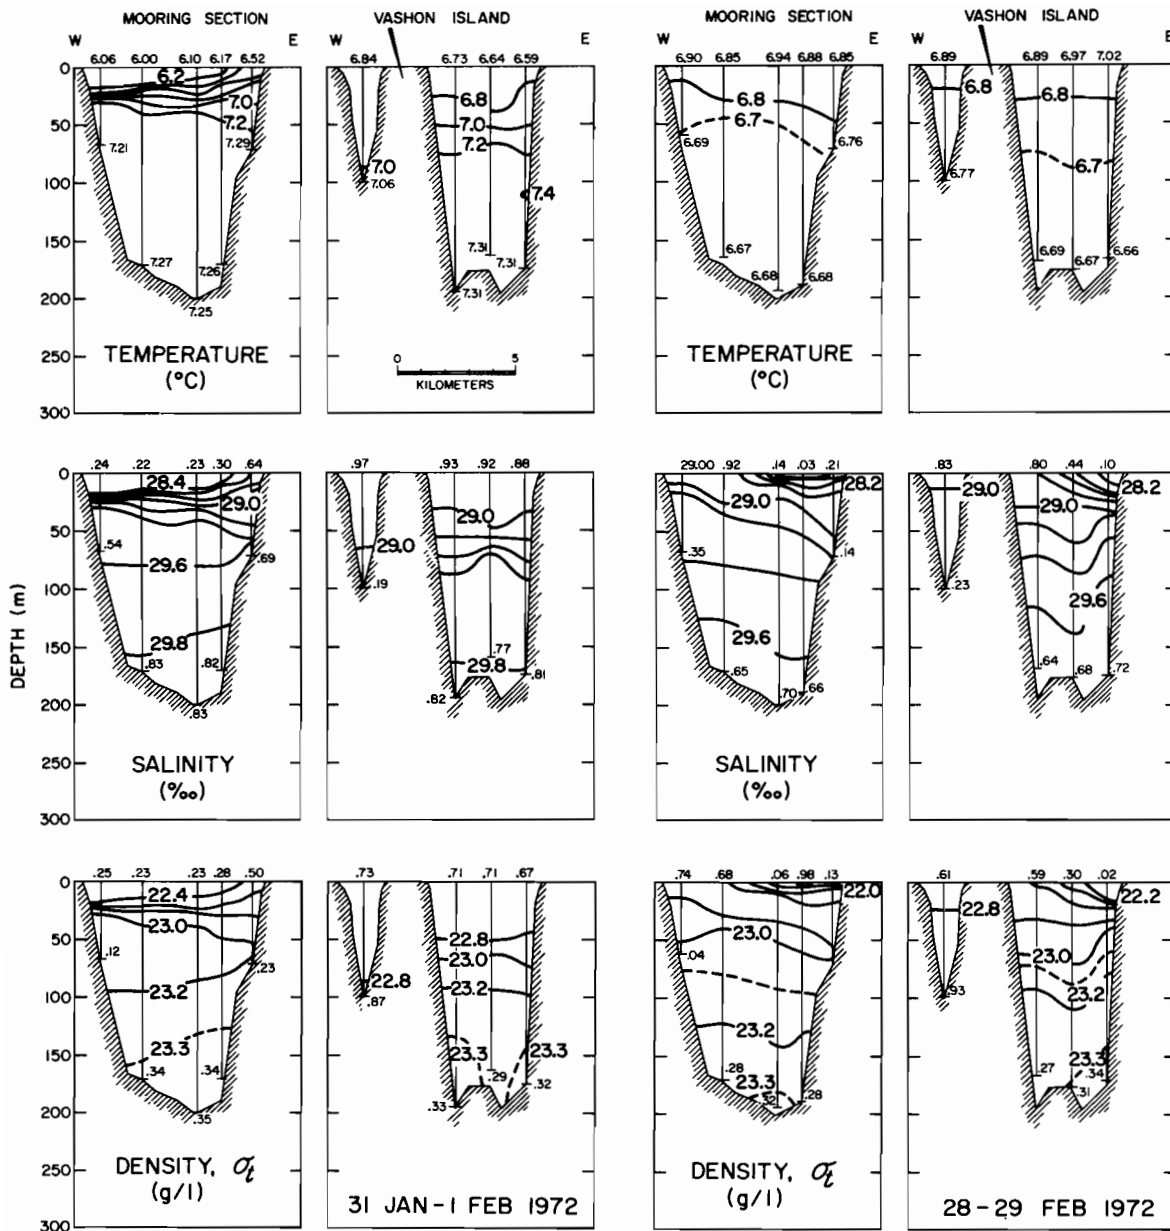 MOORING SECTION VASHON ISLAND MOORING SECTION VASHON ISLAND
W E W E W E W E
6.06 6.00 6.10 6.17 6.52 6.84 6.73 6.64 6.59 6.90 6.85 6.94 6.88 6.85 6.89 6.89 6.97 7.02
0
6.2 6.8 6.8 6.8
7.0 7.0 6.7
50
7.2 7.2
7.21 7.29 6.69 6.76
7.0 6.7
100 7.06 7.4 6.77
150
7.31
7.27 7.26 7.31 6.67 6.69 6.67 6.66
6.68 6.68
200 7.25 7.31
TEMPERATURE TEMPERATURE
(°C) (°C)
250
0 5
KILOMETERS
300
.24 .22 .23 .30 .64 .97 .93 .92 .88 29.00 .92 .14 .03 .21 .83 .80 .44 .10
0
28.4 28.2 29.0 28.2
29.0 29.0 29.0 29.0
50
29.0
.54 .69 .35 .14
29.6
100 .19 .23
29.6
150
29.8 .77 29.6
.83 .82 29.8 .81 .65 .66 .64 .68 .72
200 .83 .82 .70
DEPTH (m)
SALINITY SALINITY
(‰) (‰)
250
300
.25 .23 .23 .28 .50 .73 .71 .71 .67 .74 .68 .06 .98 .13 .61 .59 .30 .02
0
22.4 22.0 22.8 22.2
23.0 23.0
50 22.8
.12 .23 23.0 .04 23.0
22.8
23.2 23.2 23.2
100 .87 .93
23.2
150
23.3 23.3 23.3 23.3
.34 .34 .29 .32 .28 23.3 .27 .31 .34
200 .35 .33 .32 .28
DENSITY, σt DENSITY, σt
(g/l) (g/l)
250
31 JAN-1 FEB 1972 28-29 FEB 1972
300